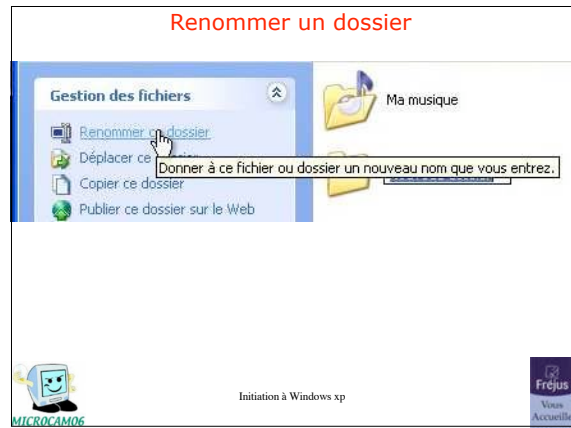 Renommer un dossier
Gestion des fichiers
Ma musique
Renommer ce dossier
Déplacer ce dossier
Donner à ce fichier ou dossier un nouveau nom que vous entrez.
Copier ce dossier
Publier ce dossier sur le Web
Initiation à Windows xp
MICROCAM06
Fréjus
Vous
Accueille